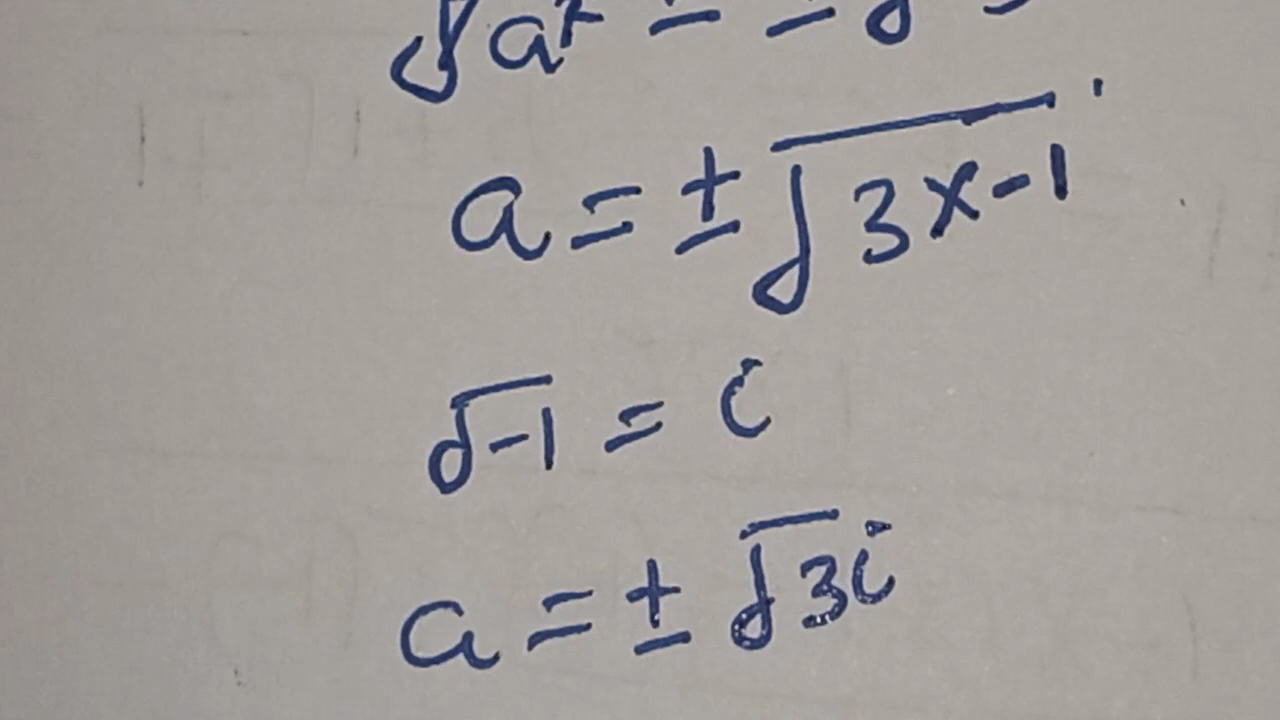 a = ± √3x-1
√-1 = i
a = ± √3i